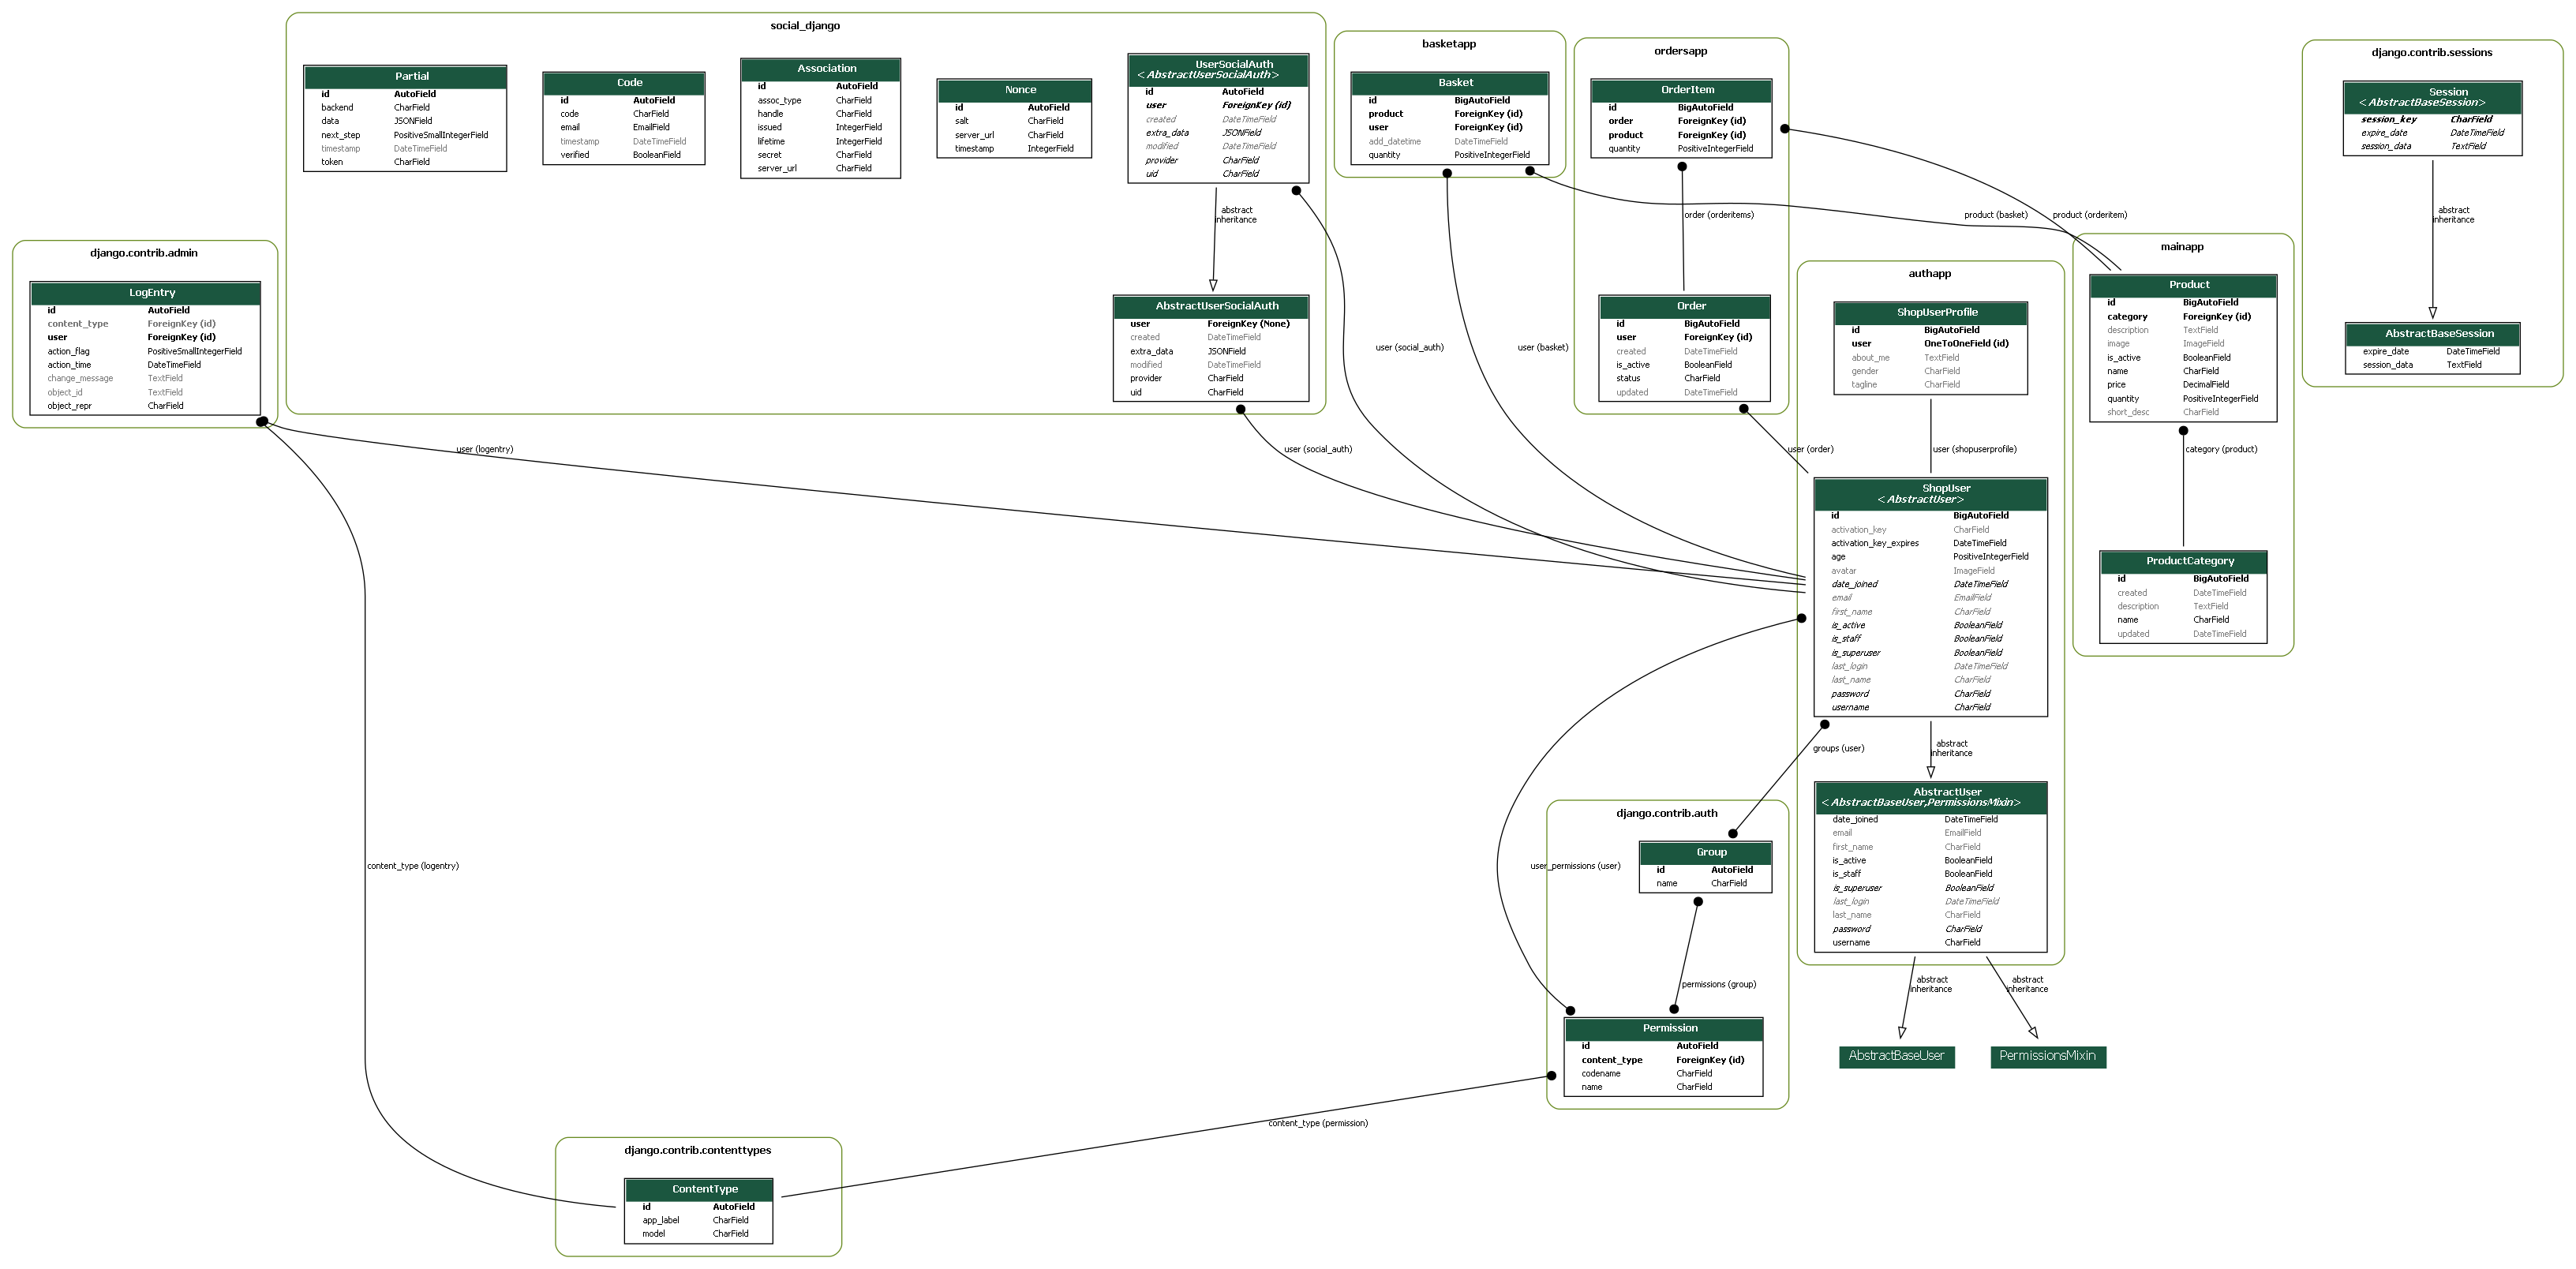 social_django
Partial
id AutoField
backend CharField
data JSONField
next_step PositiveSmallIntegerField
timestamp DateTimeField
token CharField
Code
id AutoField
code CharField
email EmailField
timestamp DateTimeField
verified BooleanField
Association
id AutoField
assoc_type CharField
handle CharField
issued IntegerField
lifetime IntegerField
secret CharField
server_url CharField
Nonce
id AutoField
salt CharField
server_url CharField
timestamp IntegerField
UserSocialAuth
<AbstractUserSocialAuth>
id AutoField
user ForeignKey (id)
created DateTimeField
extra_data JSONField
modified DateTimeField
provider CharField
uid CharField
abstract
inheritance
AbstractUserSocialAuth
user ForeignKey (None)
created DateTimeField
extra_data JSONField
modified DateTimeField
provider CharField
uid CharField
basketapp
Basket
id BigAutoField
product ForeignKey (id)
user ForeignKey (id)
add_datetime DateTimeField
quantity PositiveIntegerField
ordersapp
OrderItem
id BigAutoField
order ForeignKey (id)
product ForeignKey (id)
quantity PositiveIntegerField
order (orderitems)
Order
id BigAutoField
user ForeignKey (id)
created DateTimeField
is_active BooleanField
status CharField
updated DateTimeField
django.contrib.sessions
Session
<AbstractBaseSession>
session_key CharField
expire_date DateTimeField
session_data TextField
abstract
inheritance
AbstractBaseSession
expire_date DateTimeField
session_data TextField
product (basket)
product (orderitem)
mainapp
Product
id BigAutoField
category ForeignKey (id)
description TextField
image ImageField
is_active BooleanField
name CharField
price DecimalField
quantity PositiveIntegerField
short_desc CharField
category (product)
ProductCategory
id BigAutoField
created DateTimeField
description TextField
name CharField
updated DateTimeField
django.contrib.admin
LogEntry
id AutoField
content_type ForeignKey (id)
user ForeignKey (id)
action_flag PositiveSmallIntegerField
action_time DateTimeField
change_message TextField
object_id TextField
object_repr CharField
user (logentry)
user (social_auth)
user (social_auth)
user (basket)
user (order)
authapp
ShopUserProfile
id BigAutoField
user OneToOneField (id)
about_me TextField
gender CharField
tagline CharField
user (shopuserprofile)
ShopUser
<AbstractUser>
id BigAutoField
activation_key CharField
activation_key_expires DateTimeField
age PositiveIntegerField
avatar ImageField
date_joined DateTimeField
email EmailField
first_name CharField
is_active BooleanField
is_staff BooleanField
is_superuser BooleanField
last_login DateTimeField
last_name CharField
password CharField
username CharField
groups (user)
abstract
inheritance
AbstractUser
<AbstractBaseUser,PermissionsMixin>
date_joined DateTimeField
email EmailField
first_name CharField
is_active BooleanField
is_staff BooleanField
is_superuser BooleanField
last_login DateTimeField
last_name CharField
password CharField
username CharField
abstract
inheritance
abstract
inheritance
AbstractBaseUser
PermissionsMixin
django.contrib.auth
Group
id AutoField
name CharField
user_permissions (user)
permissions (group)
Permission
id AutoField
content_type ForeignKey (id)
codename CharField
name CharField
content_type (logentry)
content_type (permission)
django.contrib.contenttypes
ContentType
id AutoField
app_label CharField
model CharField